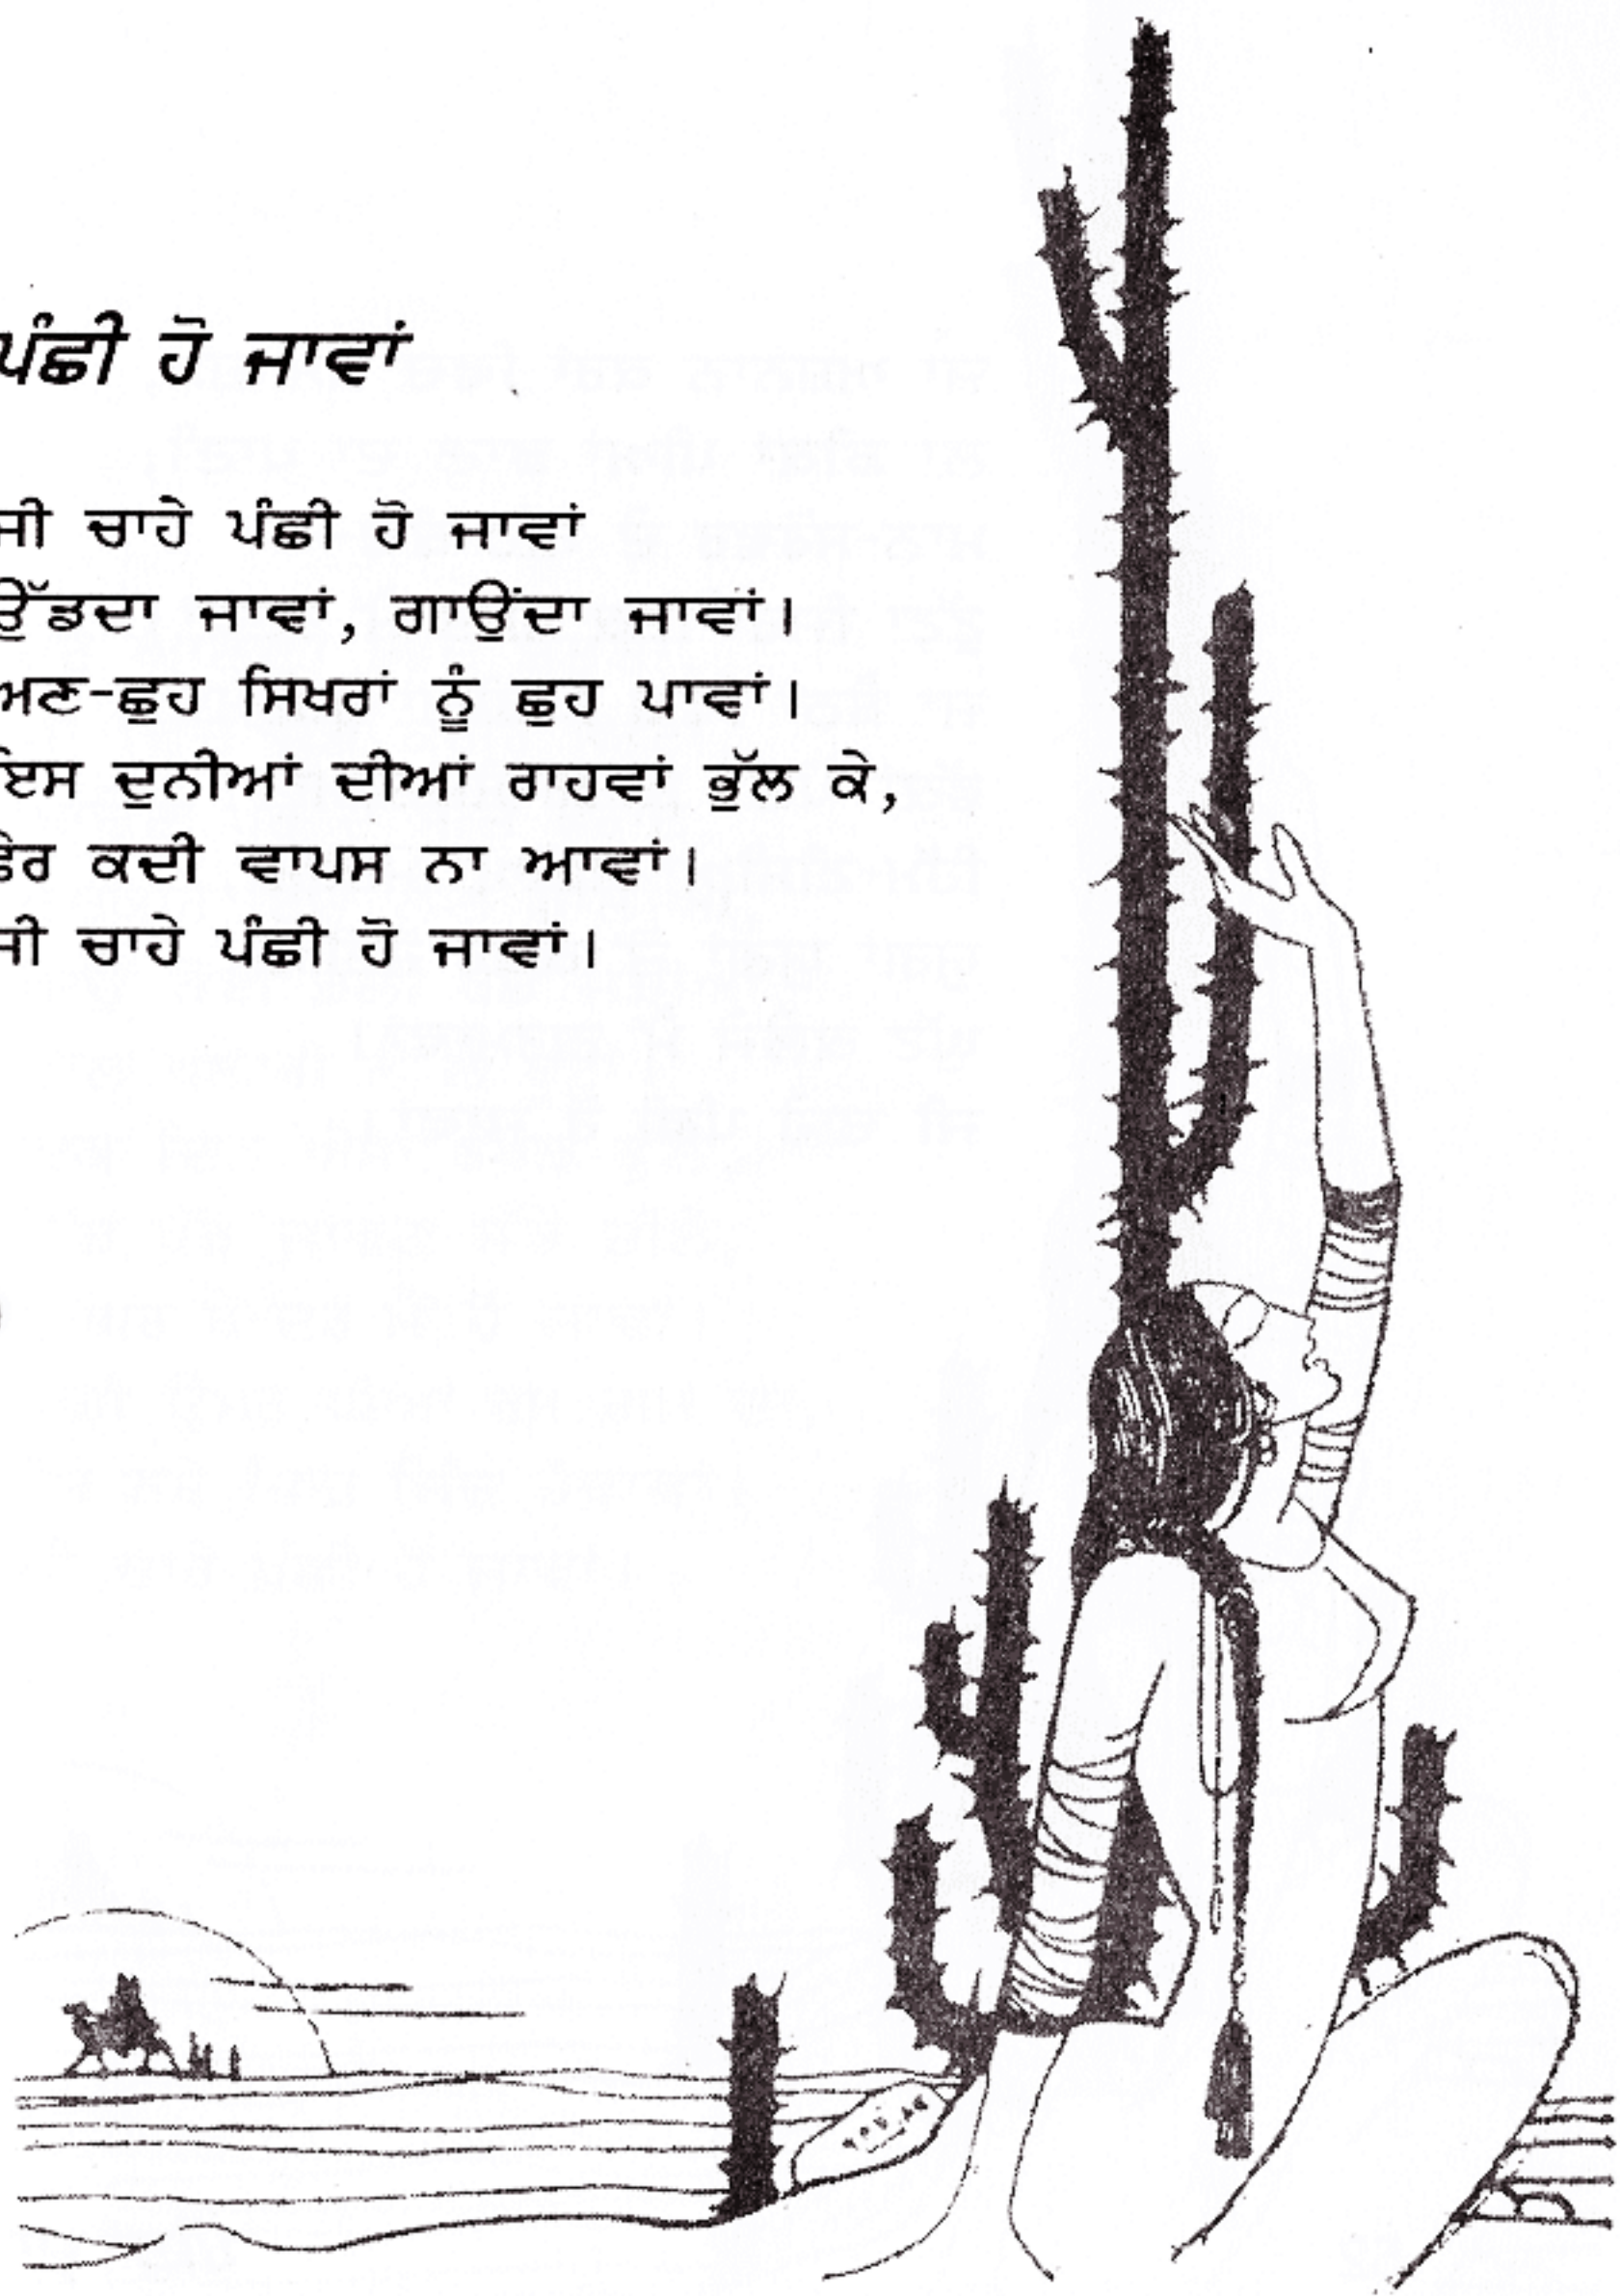 ਪੰਛੀ ਹੋ ਜਾਵਾਂ
ਜੀ ਚਾਹੇ ਪੰਛੀ ਹੋ ਜਾਵਾਂ
ਉੱਡਦਾ ਜਾਵਾਂ, ਗਾਉਂਦਾ ਜਾਵਾਂ।
ਅਣ-ਛੁਹ ਸਿਖਰਾਂ ਨੂੰ ਛੁਹ ਪਾਵਾਂ।
ਇਸ ਦੁਨੀਆਂ ਦੀਆਂ ਰਾਹਵਾਂ ਭੁੱਲ ਕੇ,
ਫੇਰ ਕਦੀ ਵਾਪਸ ਨਾ ਆਵਾਂ।
ਜੀ ਚਾਹੇ ਪੰਛੀ ਹੋ ਜਾਵਾਂ।